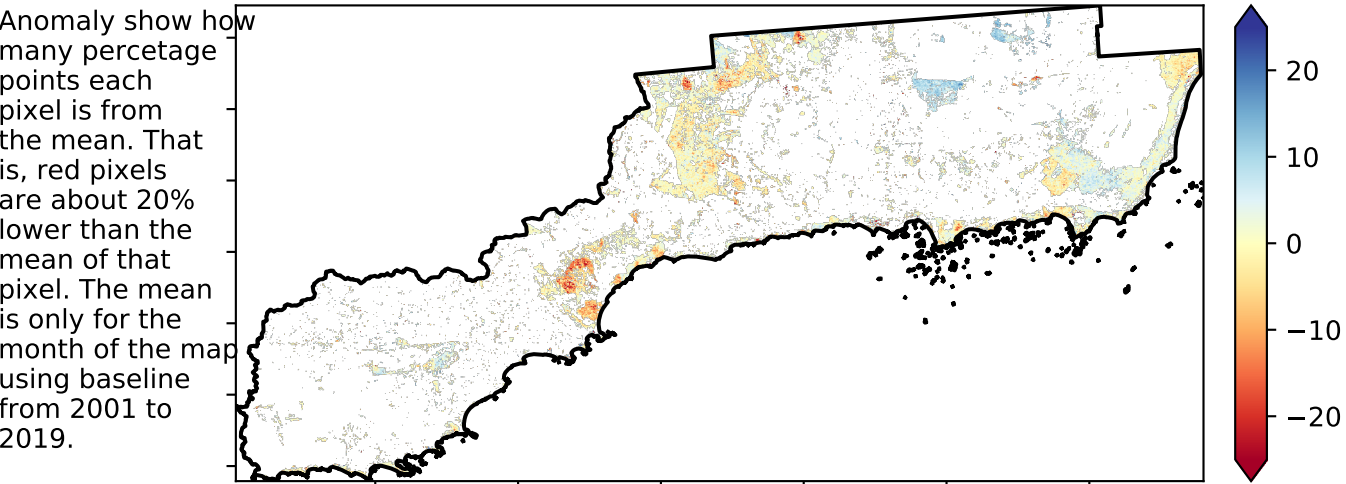 Anomaly show how
many percetage
points each
pixel is from
the mean. That
is, red pixels
are about 20%
lower than the
mean of that
pixel. The mean
is only for the
month of the map
using baseline
from 2001 to
2019.
20
10
0
−10
−20